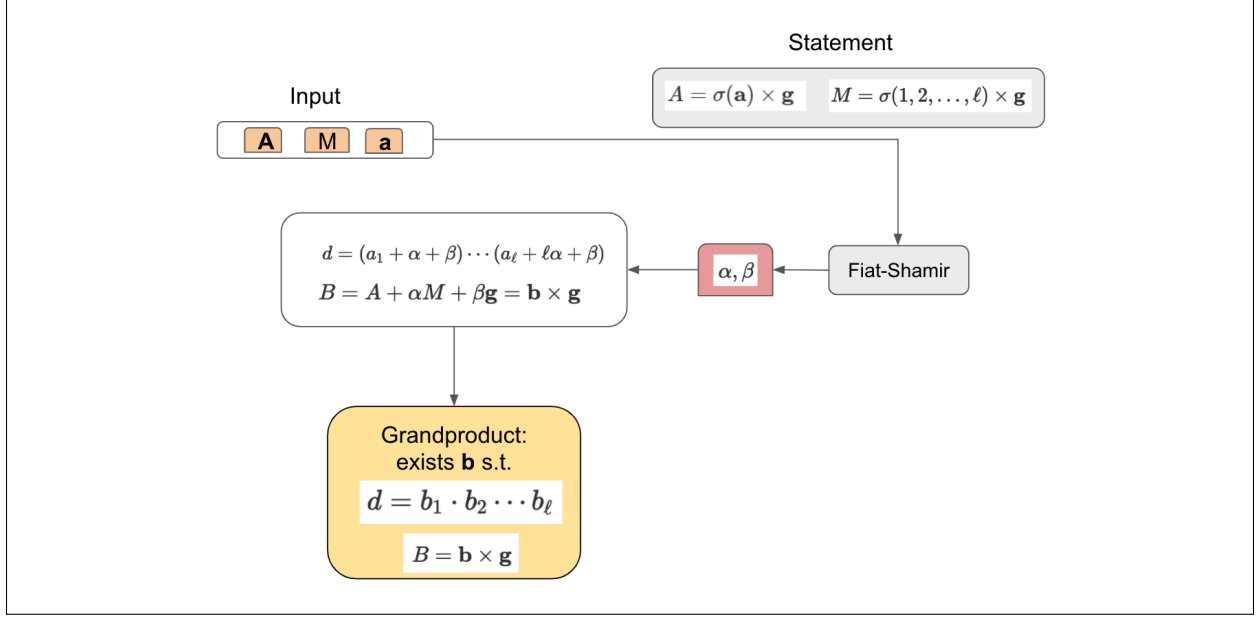 Statement
A = σ(𝐚) × 𝐠 M = σ(1, 2, . . . , ℓ) × 𝐠
Input
A M a
d = (a₁ + α + β) · · · (a_ℓ + ℓα + β)
B = A + αM + β𝐠 = 𝐛 × 𝐠
α, β
Fiat-Shamir
Grandproduct:
exists b s.t.
d = b₁ · b₂ · · · b_ℓ
B = 𝐛 × 𝐠